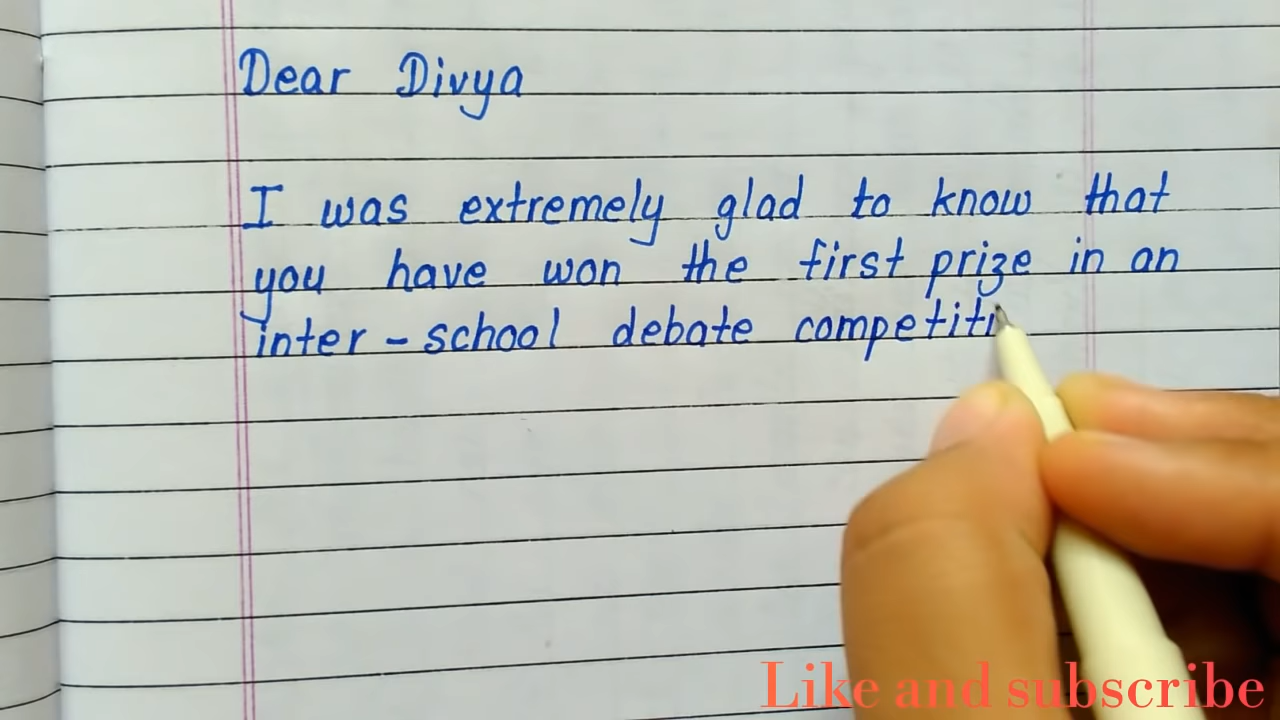 Dear Divya
I was extremely glad to know that
you have won the first prize in an
inter-school debate competiti
Like and subscribe